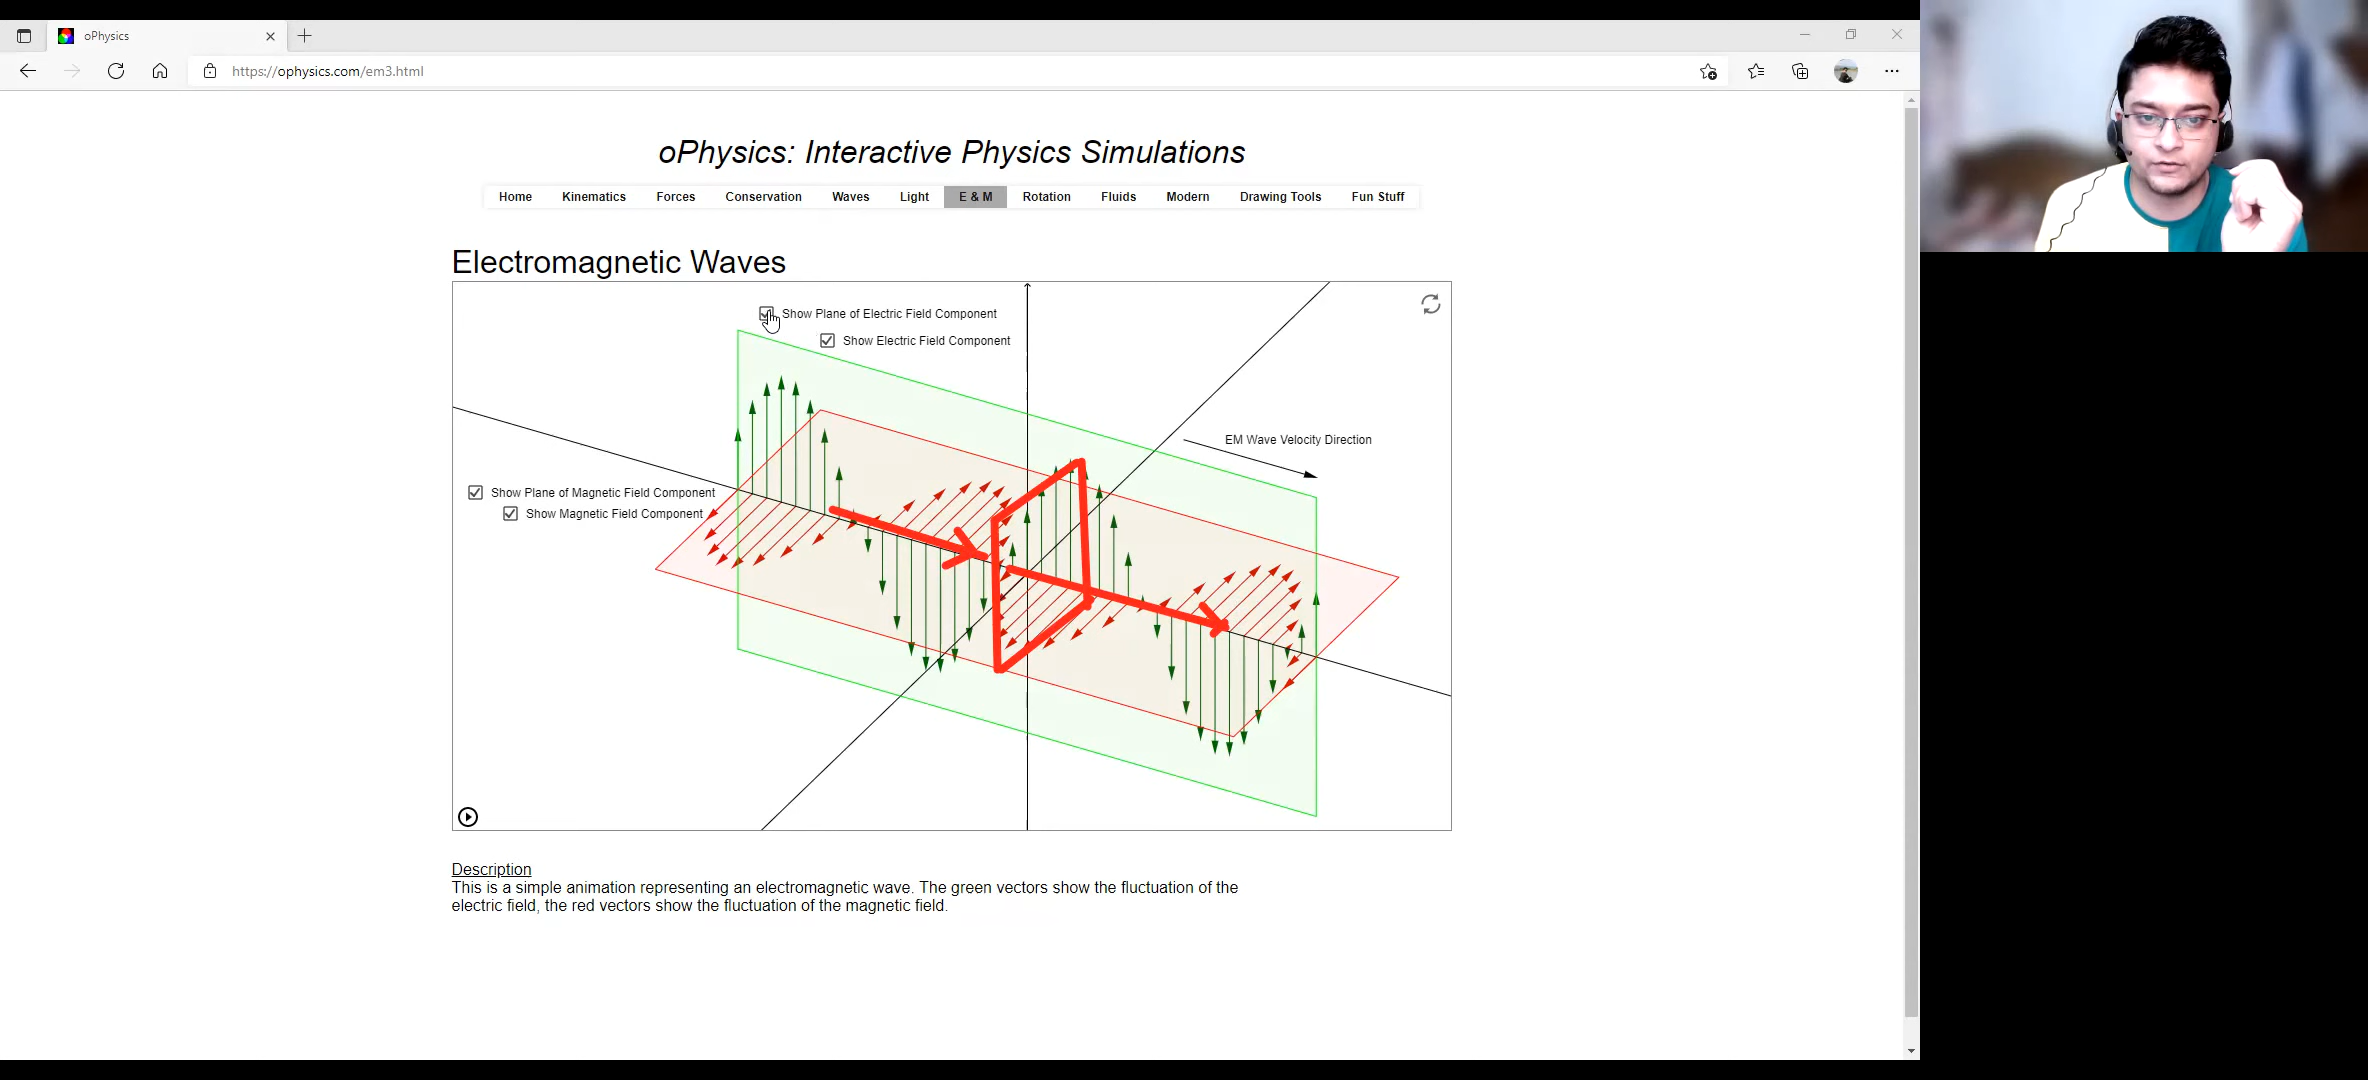 oPhysics
https://ophysics.com/em3.html
oPhysics: Interactive Physics Simulations
Home Kinematics Forces Conservation Waves Light E & M Rotation Fluids Modern Drawing Tools Fun Stuff
Electromagnetic Waves
Show Plane of Electric Field Component
Show Electric Field Component
EM Wave Velocity Direction
Show Plane of Magnetic Field Component
Show Magnetic Field Component
Description
This is a simple animation representing an electromagnetic wave. The green vectors show the fluctuation of the
electric field, the red vectors show the fluctuation of the magnetic field.